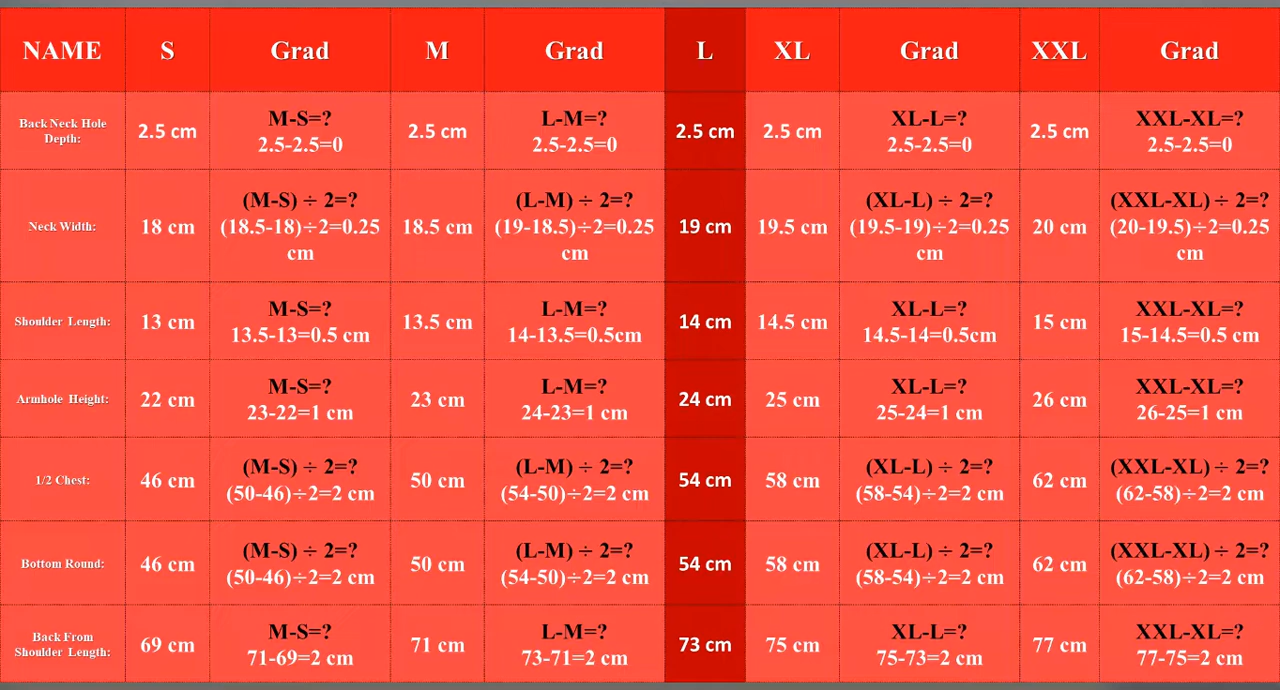 NAME S Grad M Grad L XL Grad XXL Grad
Back Neck Hole Depth: 2.5 cm M-S=? 2.5-2.5=0 2.5 cm L-M=? 2.5-2.5=0 2.5 cm 2.5 cm XL-L=? 2.5-2.5=0 2.5 cm XXL-XL=? 2.5-2.5=0
Neck Width: 18 cm (M-S) ÷ 2=? (18.5-18)÷2=0.25 cm 18.5 cm (L-M) ÷ 2=? (19-18.5)÷2=0.25 cm 19 cm 19.5 cm (XL-L) ÷ 2=? (19.5-19)÷2=0.25 cm 20 cm (XXL-XL) ÷ 2=? (20-19.5)÷2=0.25 cm
Shoulder Length: 13 cm M-S=? 13.5-13=0.5 cm 13.5 cm L-M=? 14-13.5=0.5cm 14 cm 14.5 cm XL-L=? 14.5-14=0.5cm 15 cm XXL-XL=? 15-14.5=0.5 cm
Armhole Height: 22 cm M-S=? 23-22=1 cm 23 cm L-M=? 24-23=1 cm 24 cm 25 cm XL-L=? 25-24=1 cm 26 cm XXL-XL=? 26-25=1 cm
1/2 Chest: 46 cm (M-S) ÷ 2=? (50-46)÷2=2 cm 50 cm (L-M) ÷ 2=? (54-50)÷2=2 cm 54 cm 58 cm (XL-L) ÷ 2=? (58-54)÷2=2 cm 62 cm (XXL-XL) ÷ 2=? (62-58)÷2=2 cm
Bottom Round: 46 cm (M-S) ÷ 2=? (50-46)÷2=2 cm 50 cm (L-M) ÷ 2=? (54-50)÷2=2 cm 54 cm 58 cm (XL-L) ÷ 2=? (58-54)÷2=2 cm 62 cm (XXL-XL) ÷ 2=? (62-58)÷2=2 cm
Back From Shoulder Length: 69 cm M-S=? 71-69=2 cm 71 cm L-M=? 73-71=2 cm 73 cm 75 cm XL-L=? 75-73=2 cm 77 cm XXL-XL=? 77-75=2 cm